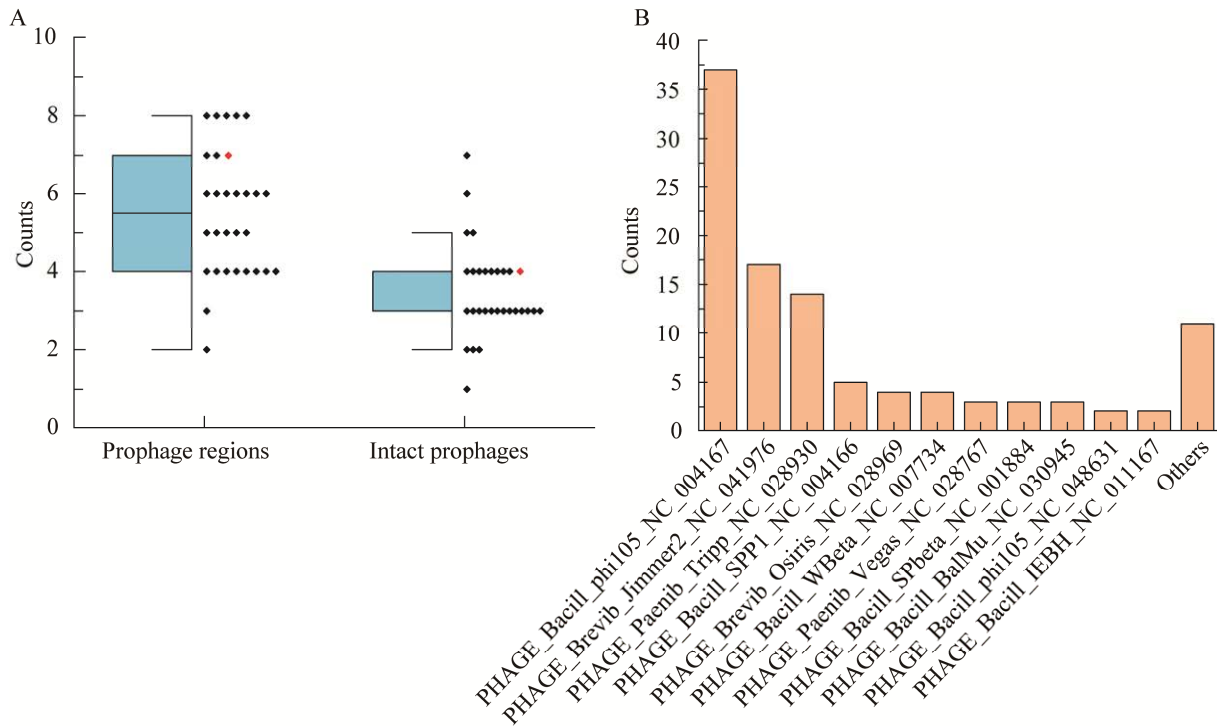 A
10
8
6
4
2
0
Counts
Prophage regions
Intact prophages
B
40
35
30
25
20
15
10
5
0
Counts
PHAGE_Bacill_phi105_NC_004167
PHAGE_Brevib_Jimmer2_NC_041976
PHAGE_Paenib_Tripp_NC_028930
PHAGE_Bacill_SPP1_NC_004166
PHAGE_Brevib_Osiris_NC_028969
PHAGE_Bacill_WBeta_NC_007734
PHAGE_Paenib_Vegas_NC_028767
PHAGE_Bacill_SPbeta_NC_001884
PHAGE_Bacill_BalMu_NC_030945
PHAGE_Bacill_phi105_NC_048631
PHAGE_Bacill_IEBH_NC_011167
Others